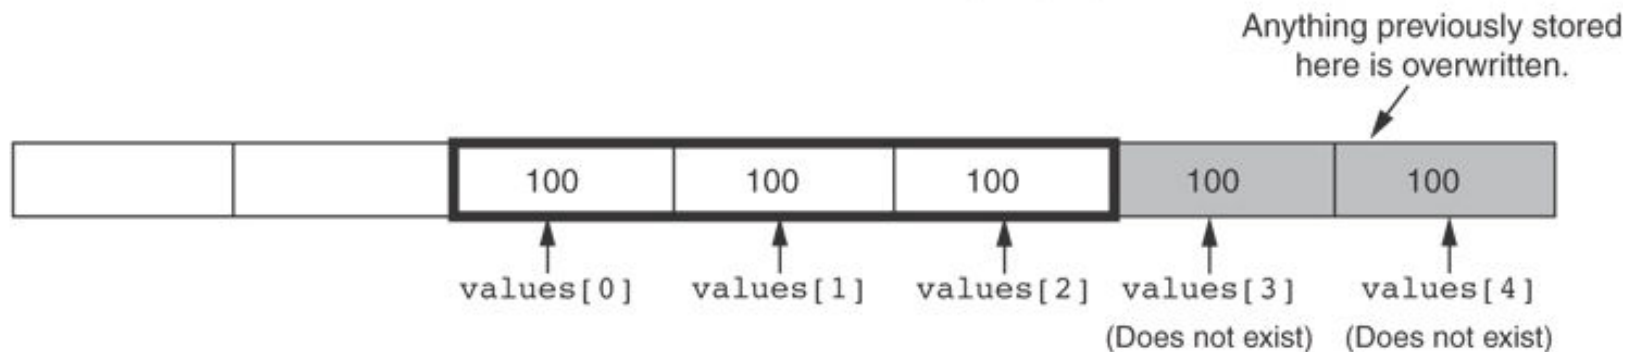 Anything previously stored
here is overwritten.
100 100 100 100 100
values[0] values[1] values[2] values[3] values[4]
(Does not exist) (Does not exist)